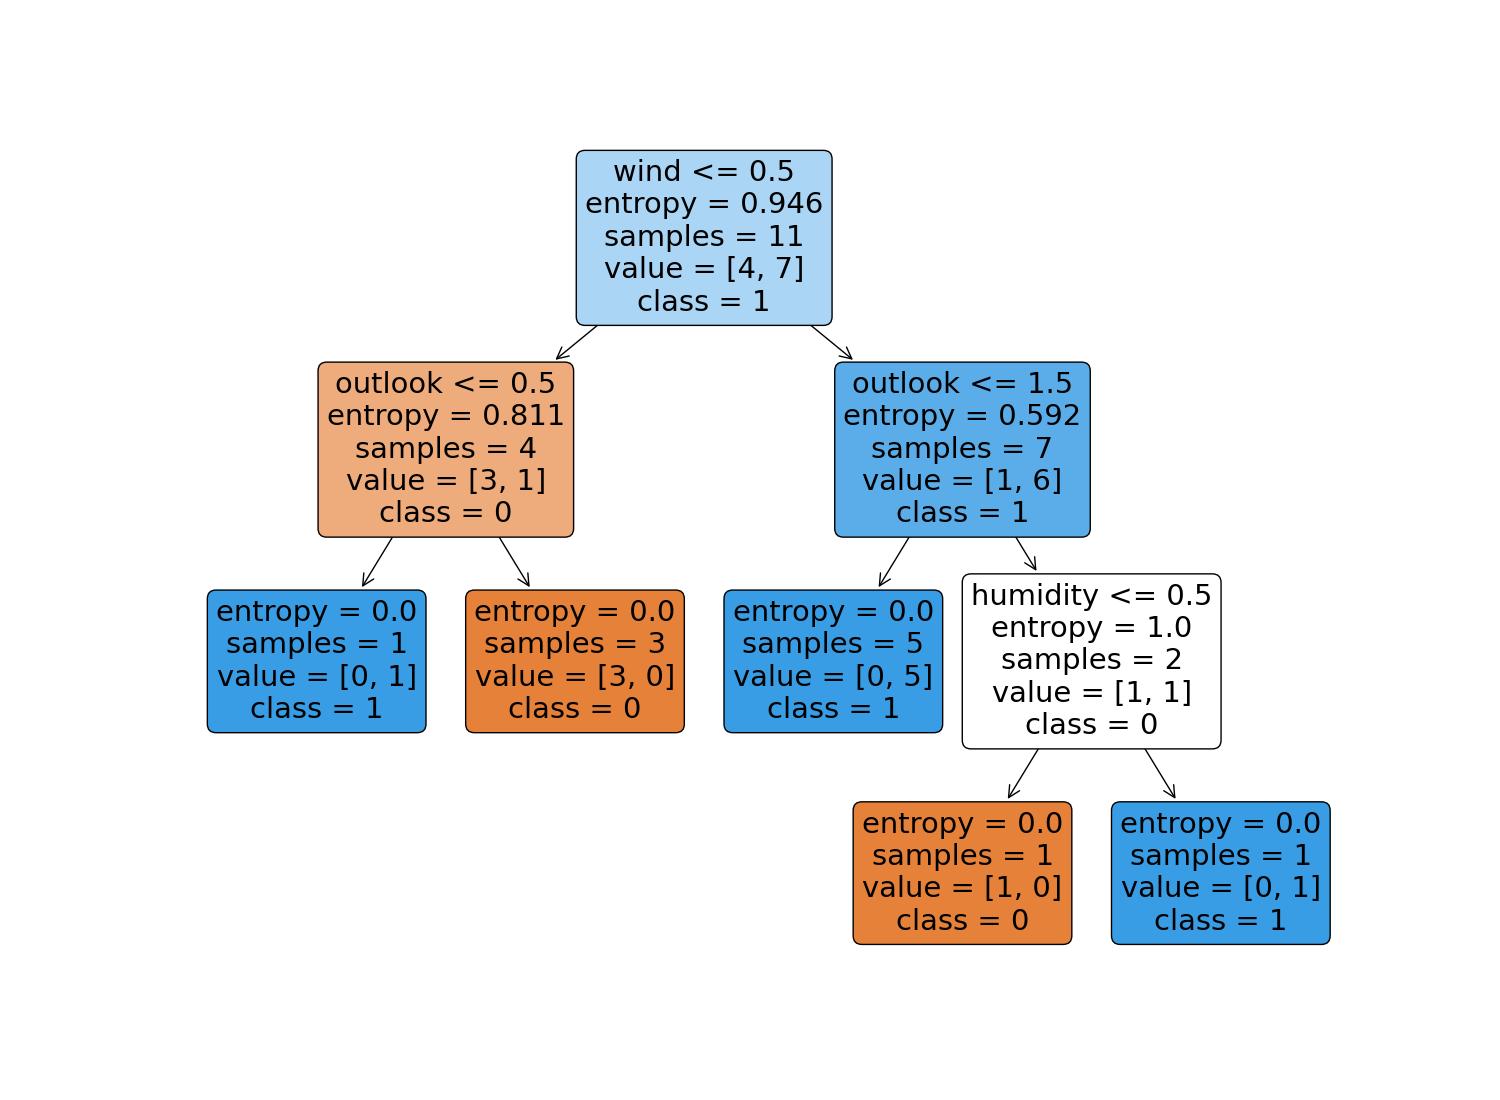 wind <= 0.5
entropy = 0.946
samples = 11
value = [4, 7]
class = 1
outlook <= 0.5
entropy = 0.811
samples = 4
value = [3, 1]
class = 0
outlook <= 1.5
entropy = 0.592
samples = 7
value = [1, 6]
class = 1
entropy = 0.0
samples = 1
value = [0, 1]
class = 1
entropy = 0.0
samples = 3
value = [3, 0]
class = 0
entropy = 0.0
samples = 5
value = [0, 5]
class = 1
humidity <= 0.5
entropy = 1.0
samples = 2
value = [1, 1]
class = 0
entropy = 0.0
samples = 1
value = [1, 0]
class = 0
entropy = 0.0
samples = 1
value = [0, 1]
class = 1